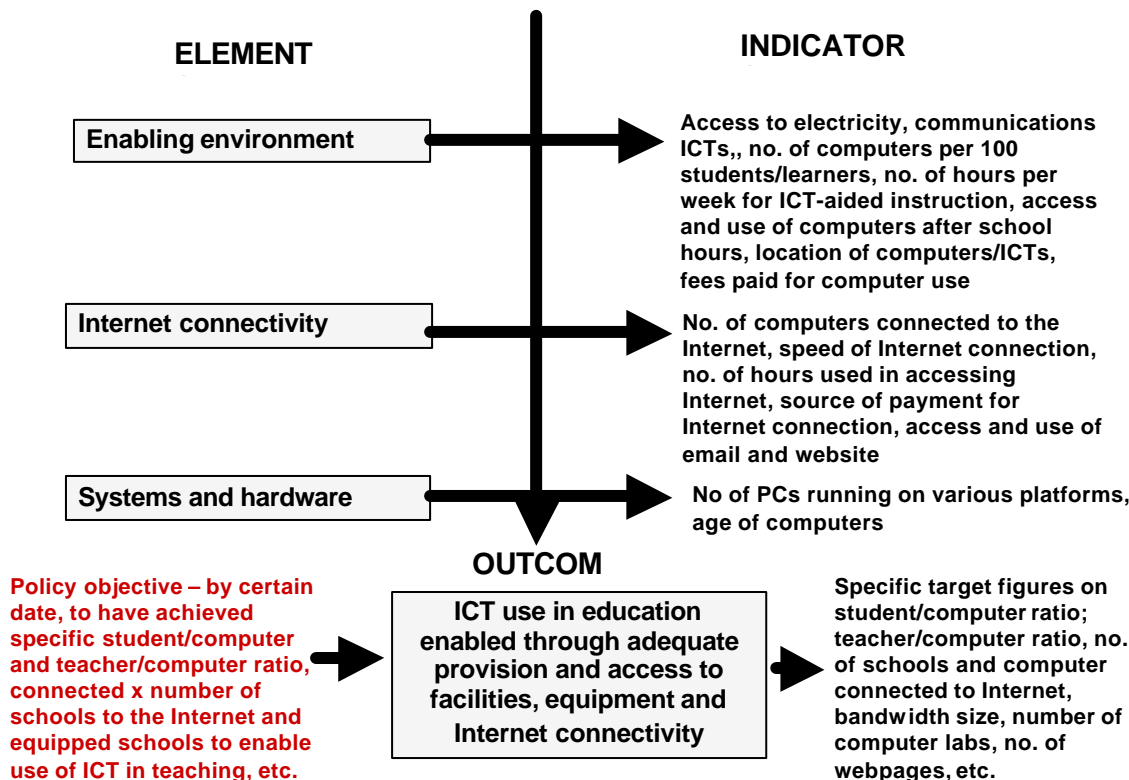 ELEMENT
INDICATOR
Enabling environment
Access to electricity, communications
ICTs,, no. of computers per 100
students/learners, no. of hours per
week for ICT-aided instruction, access
and use of computers after school
hours, location of computers/ICTs,
fees paid for computer use
Internet connectivity
No. of computers connected to the
Internet, speed of Internet connection,
no. of hours used in accessing
Internet, source of payment for
Internet connection, access and use of
email and website
Systems and hardware
No of PCs running on various platforms,
age of computers
OUTCOM
Policy objective – by certain
date, to have achieved
specific student/computer
and teacher/computer ratio,
connected x number of
schools to the Internet and
equipped schools to enable
use of ICT in teaching, etc.
ICT use in education
enabled through adequate
provision and access to
facilities, equipment and
Internet connectivity
Specific target figures on
student/computer ratio;
teacher/computer ratio, no.
of schools and computer
connected to Internet,
bandwidth size, number of
computer labs, no. of
webpages, etc.